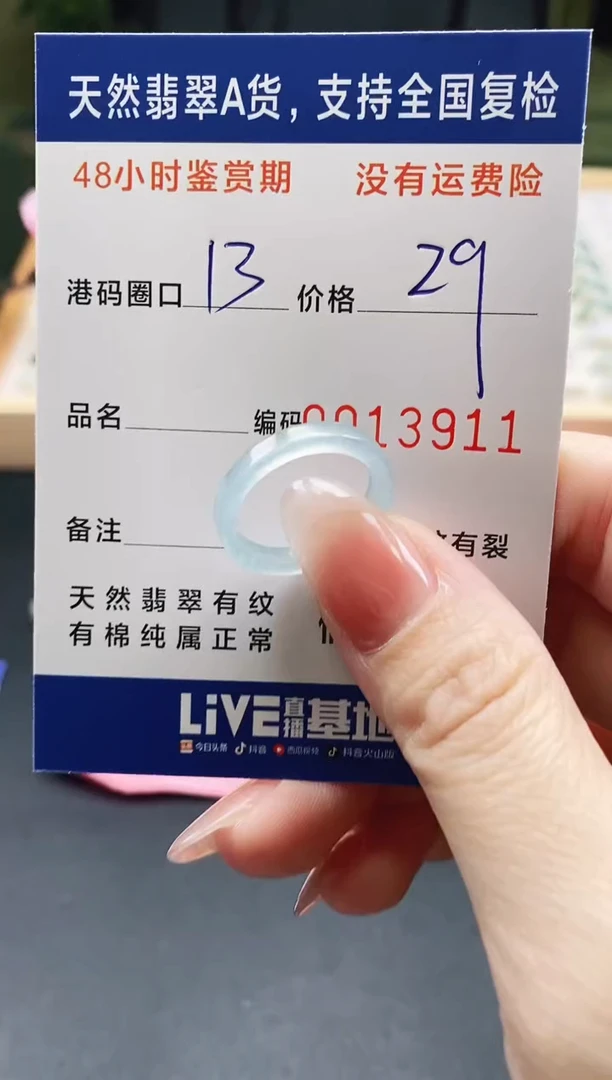 天然翡翠A货，支持全国复检
48小时鉴赏期 没有运费险
港码圈口 13 价格 29
品名 编码 13911
备注 有裂
天然翡翠有纹
有棉纯属正常
LiVE直播基地
今日头条 抖音 西瓜视频 抖音火山版